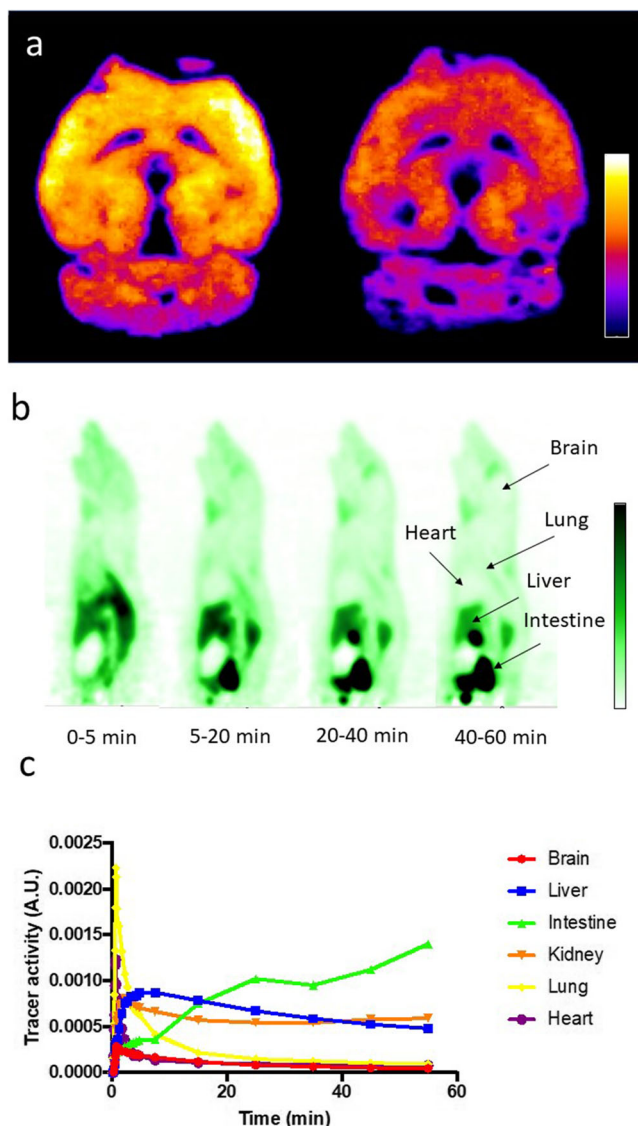 a
b
Brain
Lung
Heart
Liver
Intestine
0-5 min
5-20 min
20-40 min
40-60 min
c
Tracer activity (A.U.)
0.0025
0.0020
0.0015
0.0010
0.0005
0.0000
0
20
40
60
Time (min)
Brain
Liver
Intestine
Kidney
Lung
Heart